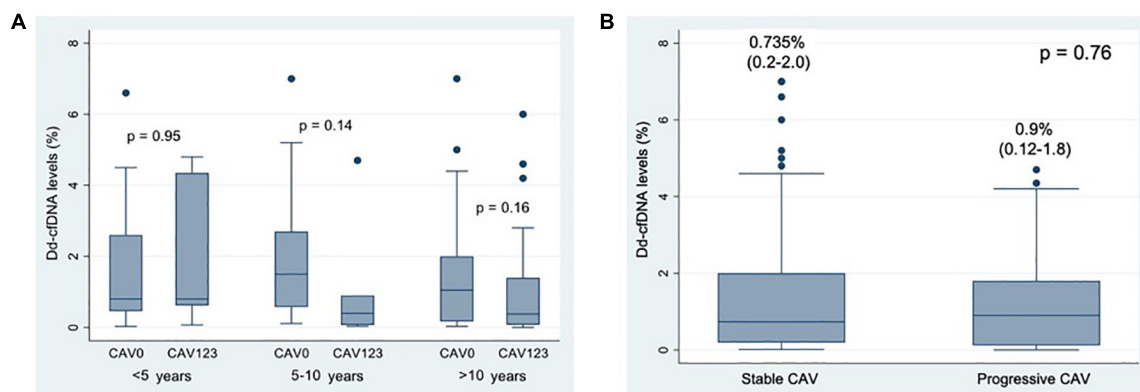 A
Dd-cfDNA levels (%)
8
6
4
2
0
p = 0.95
p = 0.14
p = 0.16
CAV0 CAV123 CAV0 CAV123 CAV0 CAV123
<5 years 5-10 years >10 years
B
Dd-cfDNA levels (%)
8
6
4
2
0
0.735%
(0.2-2.0)
p = 0.76
0.9%
(0.12-1.8)
Stable CAV Progressive CAV